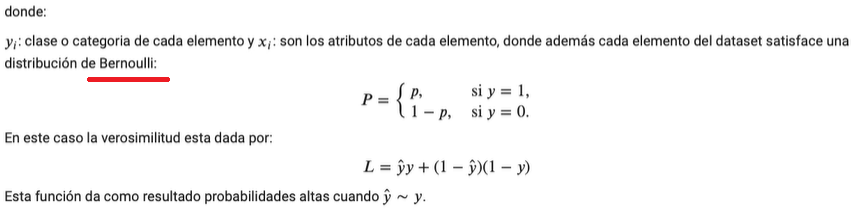 donde:
yᵢ: clase o categoria de cada elemento y xᵢ: son los atributos de cada elemento, donde además cada elemento del dataset satisface una
distribución de Bernoulli:
P = { p, si y = 1,
1 − p, si y = 0.
En este caso la verosimilitud esta dada por:
L = ŷy + (1 − ŷ)(1 − y)
Esta función da como resultado probabilidades altas cuando ŷ ∼ y.